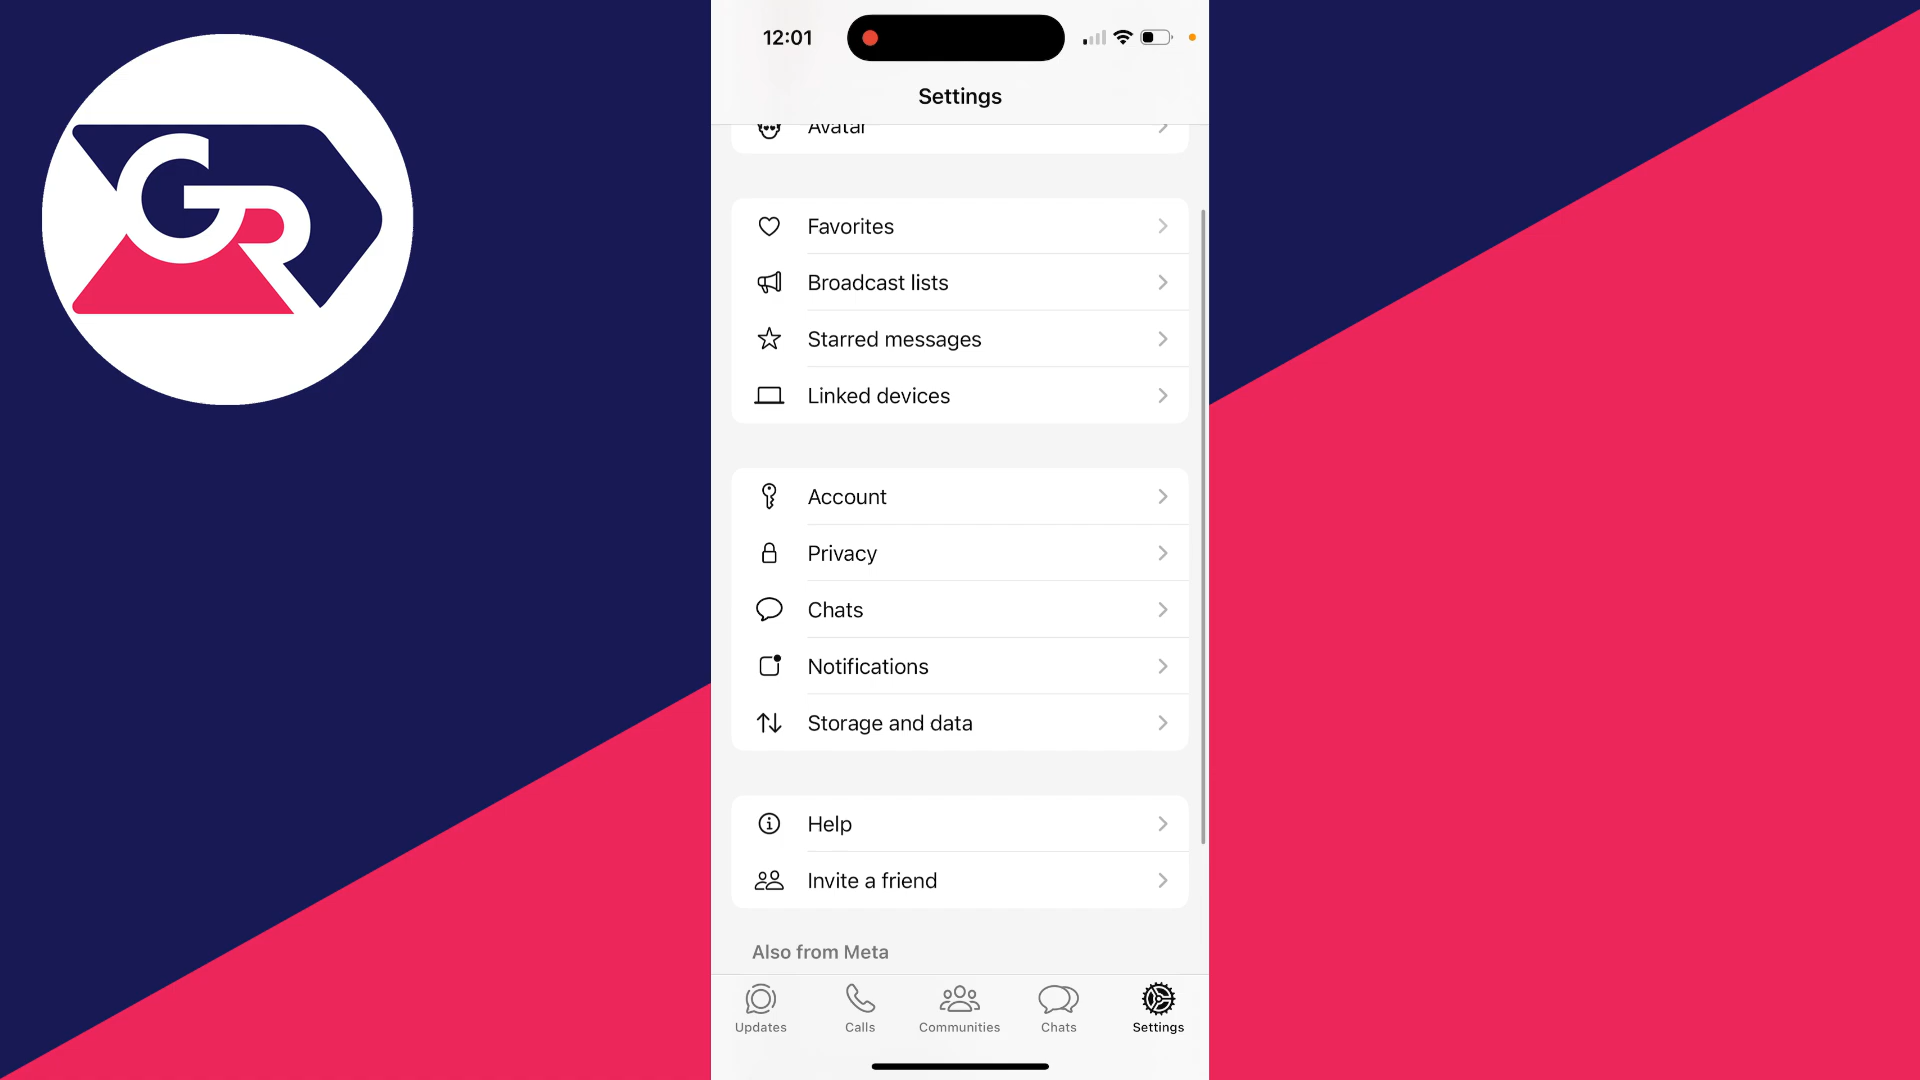 GR
12:01
Settings
Avatar
Favorites
Broadcast lists
Starred messages
Linked devices
Account
Privacy
Chats
Notifications
Storage and data
Help
Invite a friend
Also from Meta
Updates
Calls
Communities
Chats
Settings